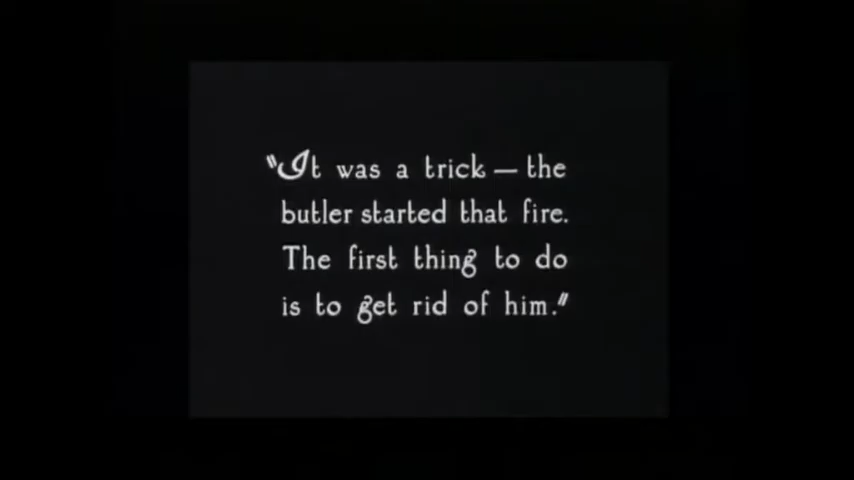 "It was a trick — the
butler started that fire.
The first thing to do
is to get rid of him."